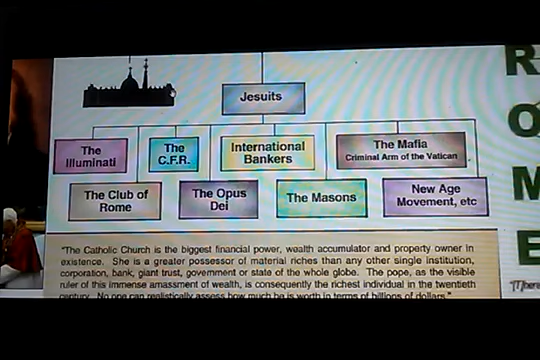 Jesuits
The
Illuminati
The
C.F.R.
International
Bankers
The Mafia
Criminal Arm of the Vatican
The Club of
Rome
The Opus
Dei
The Masons
New Age
Movement, etc
R
O
M
E
"The Catholic Church is the biggest financial power, wealth accumulator and property owner in
existence. She is a greater possessor of material riches than any other single institution,
corporation, bank, giant trust, government or state of the whole globe. The pope, as the visible
ruler of this immense amassment of wealth, is consequently the richest individual in the twentieth
century. No one can realistically assess how much he is worth in terms of billions of dollars."